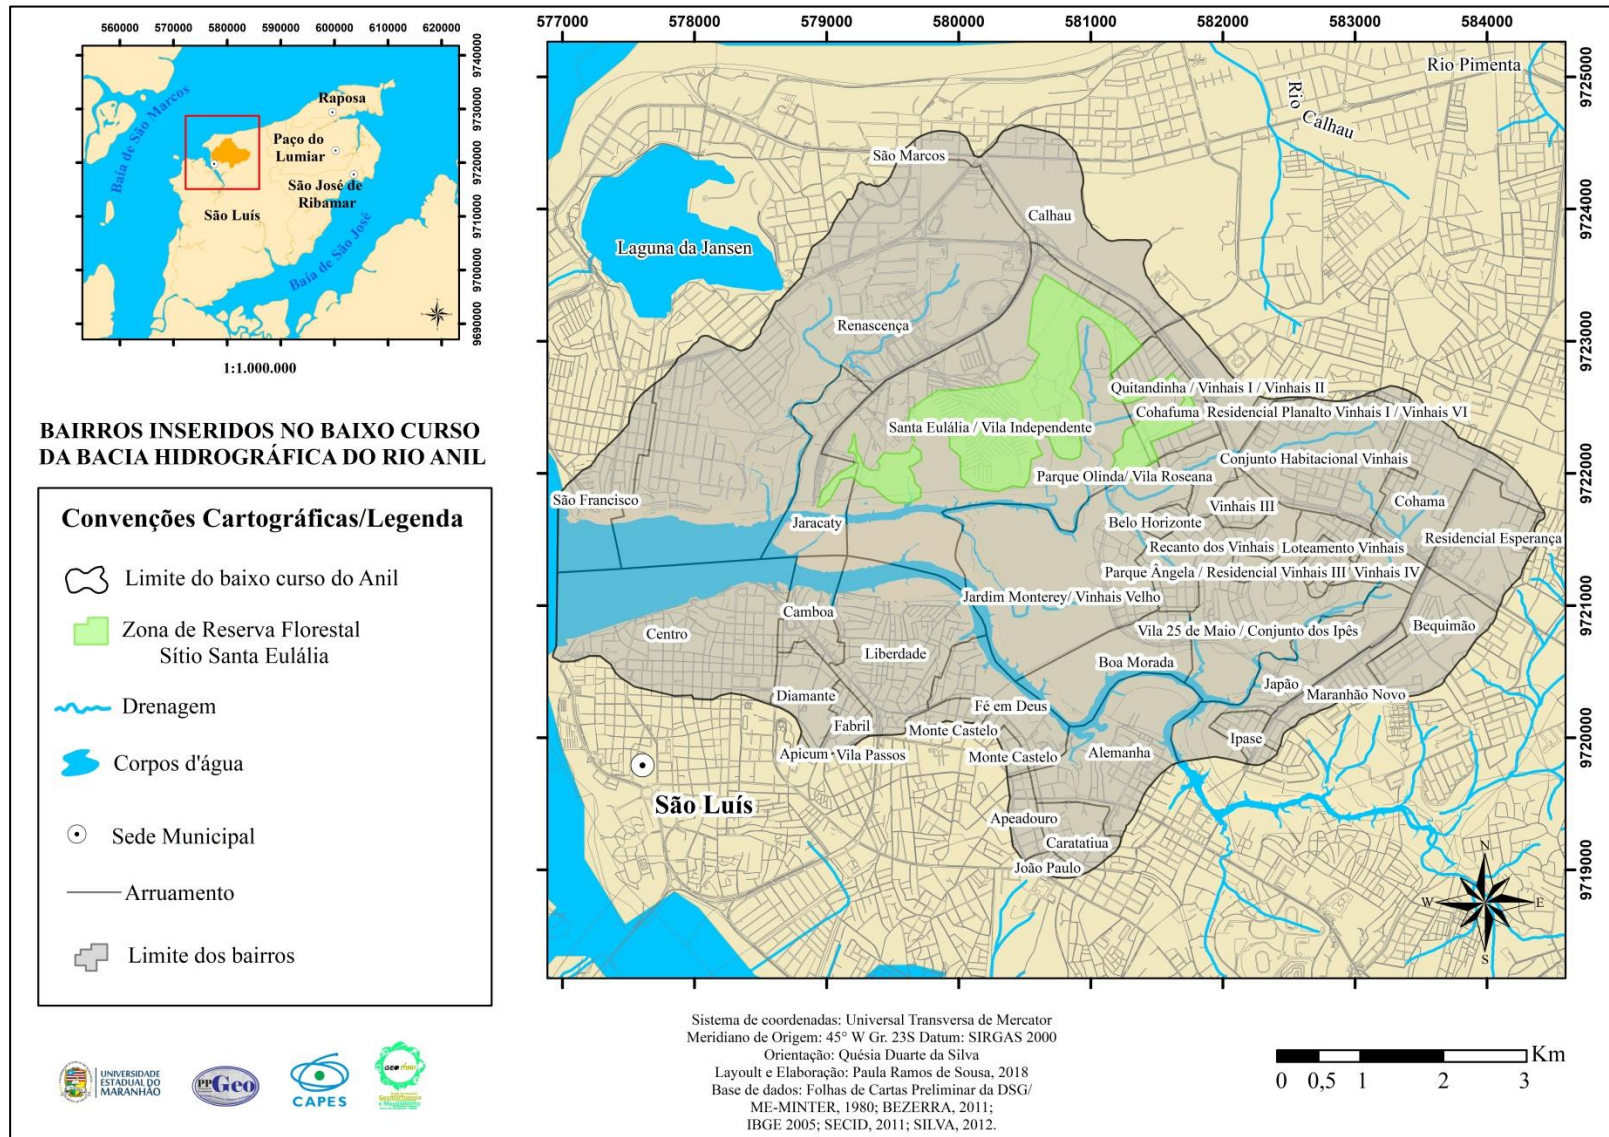 560000 570000 580000 590000 600000 610000 620000
9740000
9730000
9720000
9710000
9700000
9690000
Baía de São Marcos
Raposa
Paço do
Lumiar
São José de
Ribamar
São Luís
Baía de São José
1:1.000.000
BAIRROS INSERIDOS NO BAIXO CURSO
DA BACIA HIDROGRÁFICA DO RIO ANIL
Convenções Cartográficas/Legenda
Limite do baixo curso do Anil
Zona de Reserva Florestal
Sítio Santa Eulália
Drenagem
Corpos d'água
Sede Municipal
Arruamento
Limite dos bairros
UNIVERSIDADE
ESTADUAL DO
MARANHÃO
PP
Geo
CAPES
577000 578000 579000 580000 581000 582000 583000 584000
9725000
9724000
9723000
9722000
9721000
9720000
9719000
Rio Pimenta
Rio Calhau
São Marcos
Calhau
Laguna da Jansen
Renascença
Quitandinha / Vinhais I / Vinhais II
Cohafuma Residencial Planalto Vinhais I / Vinhais VI
Santa Eulália / Vila Independente
Conjunto Habitacional Vinhais
Parque Olinda/ Vila Roseana
São Francisco
Vinhais III
Cohama
Jaracaty
Belo Horizonte
Residencial Esperança
Recanto dos Vinhais Loteamento Vinhais
Parque Ângela / Residencial Vinhais III Vinhais IV
Jardim Monterey/ Vinhais Velho
Camboa
Centro
Vila 25 de Maio / Conjunto dos Ipês
Bequimão
Liberdade
Boa Morada
Japão
Diamante
Maranhão Novo
Fé em Deus
Fabril
Monte Castelo
Ipase
Apicum Vila Passos
Monte Castelo
Alemanha
São Luís
Apeadouro
Caratatiua
João Paulo
N
W E
S
Sistema de coordenadas: Universal Transversa de Mercator
Meridiano de Origem: 45° W Gr. 23S Datum: SIRGAS 2000
Orientação: Quésia Duarte da Silva
Layoult e Elaboração: Paula Ramos de Sousa, 2018
Base de dados: Folhas de Cartas Preliminar da DSG/
ME-MINTER, 1980; BEZERRA, 2011;
IBGE 2005; SECID, 2011; SILVA, 2012.
Km
0 0,5 1 2 3